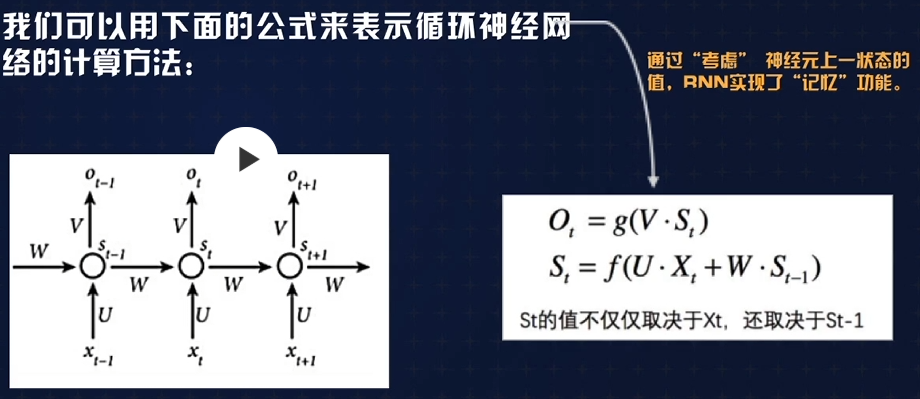 我们可以用下面的公式来表示循环神经网
络的计算方法：
通过“考虑” 神经元上一状态的
值，RNN实现了“记忆”功能。
O_{t-1} O_t O_{t+1}
V V V
W S_{t-1} S_t S_{t+1}
W W W
U U U
x_{t-1} x_t x_{t+1}
O_t = g(V·S_t)
S_t = f(U·X_t + W·S_{t-1})
St的值不仅仅取决于Xt，还取决于St-1